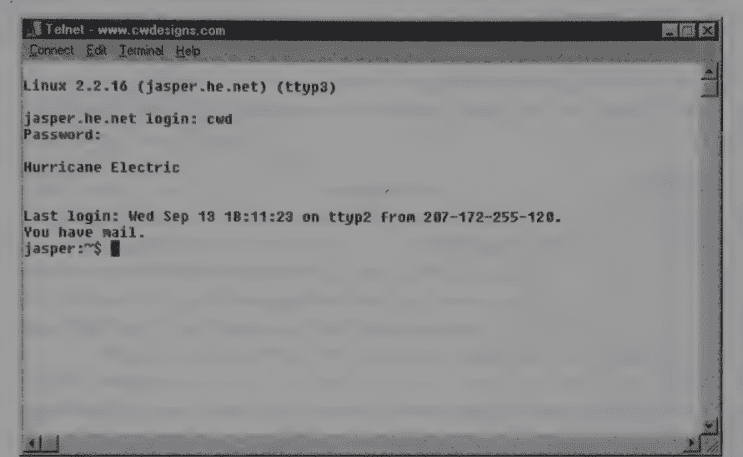 Telnet - www.cwdesigns.com
Connect Edit Terminal Help
Linux 2.2.16 (jasper.he.net) (ttyp3)
jasper.he.net login: cwd
Password:
Hurricane Electric
Last login: Wed Sep 13 18:11:23 on ttyp2 from 207-172-255-120.
You have mail.
jasper:~$